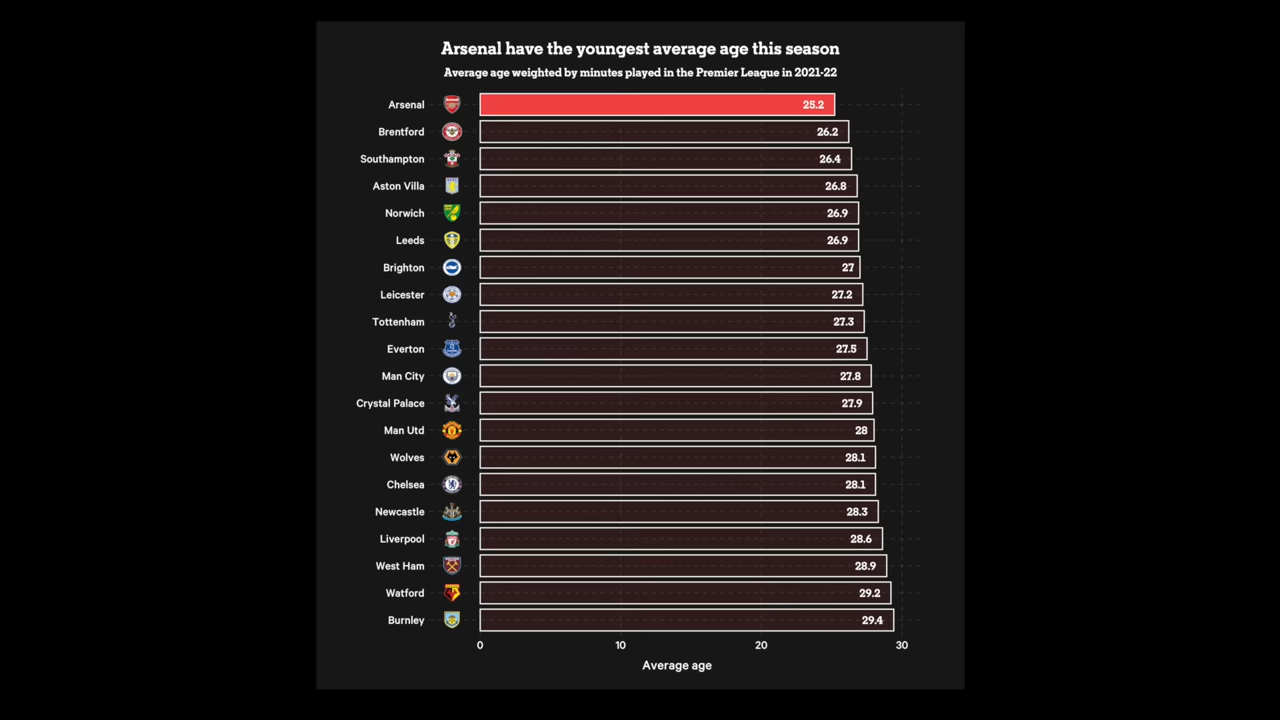 Arsenal have the youngest average age this season
Average age weighted by minutes played in the Premier League in 2021-22
Arsenal 25.2
Brentford 26.2
Southampton 26.4
Aston Villa 26.8
Norwich 26.9
Leeds 26.9
Brighton 27
Leicester 27.2
Tottenham 27.3
Everton 27.5
Man City 27.8
Crystal Palace 27.9
Man Utd 28
Wolves 28.1
Chelsea 28.1
Newcastle 28.3
Liverpool 28.6
West Ham 28.9
Watford 29.2
Burnley 29.4
0 10 20 30
Average age